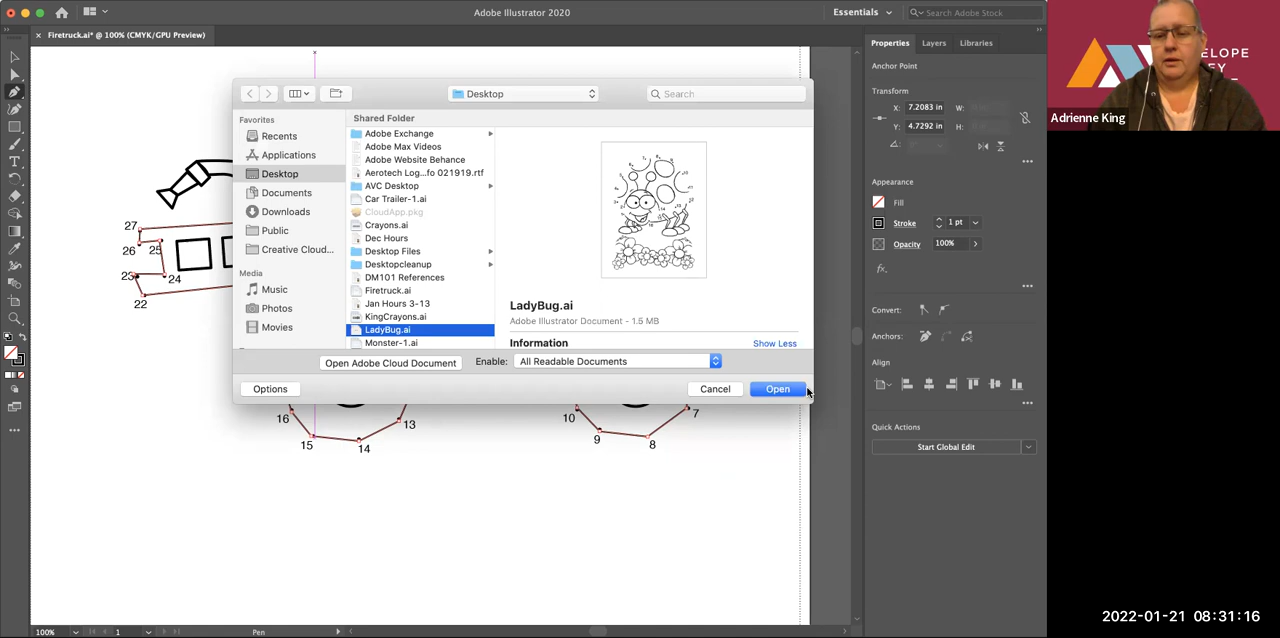 Adobe Illustrator 2020
Essentials
Search Adobe Stock
Firetruck.ai* @ 100% (CMYK/GPU Preview)
Properties
Layers
Libraries
Anchor Point
Transform
X: 7.2083 in
W:
Y: 4.7292 in
H:
Appearance
Fill
Stroke
1 pt
Opacity
100%
fx.
Convert:
Anchors:
Align
Quick Actions
Start Global Edit
Desktop
Search
Favorites
Recents
Applications
Desktop
Documents
Downloads
Public
Creative Cloud...
Media
Music
Photos
Movies
Shared Folder
Adobe Exchange
Adobe Max Videos
Adobe Website Behance
Aerotech Log...fo 021919.rtf
AVC Desktop
Car Trailer-1.ai
CloudApp.pkg
Crayons.ai
Dec Hours
Desktop Files
Desktopcleanup
DM101 References
Firetruck.ai
Jan Hours 3-13
KingCrayons.ai
LadyBug.ai
Monster-1.ai
LadyBug.ai
Adobe Illustrator Document - 1.5 MB
Information
Show Less
Open Adobe Cloud Document
Enable:
All Readable Documents
Options
Cancel
Open
27
26
25
23
24
22
16
13
15
14
10
7
9
8
100%
1
Pen
ELOPE
EY
Adrienne King
2022-01-21 08:31:16